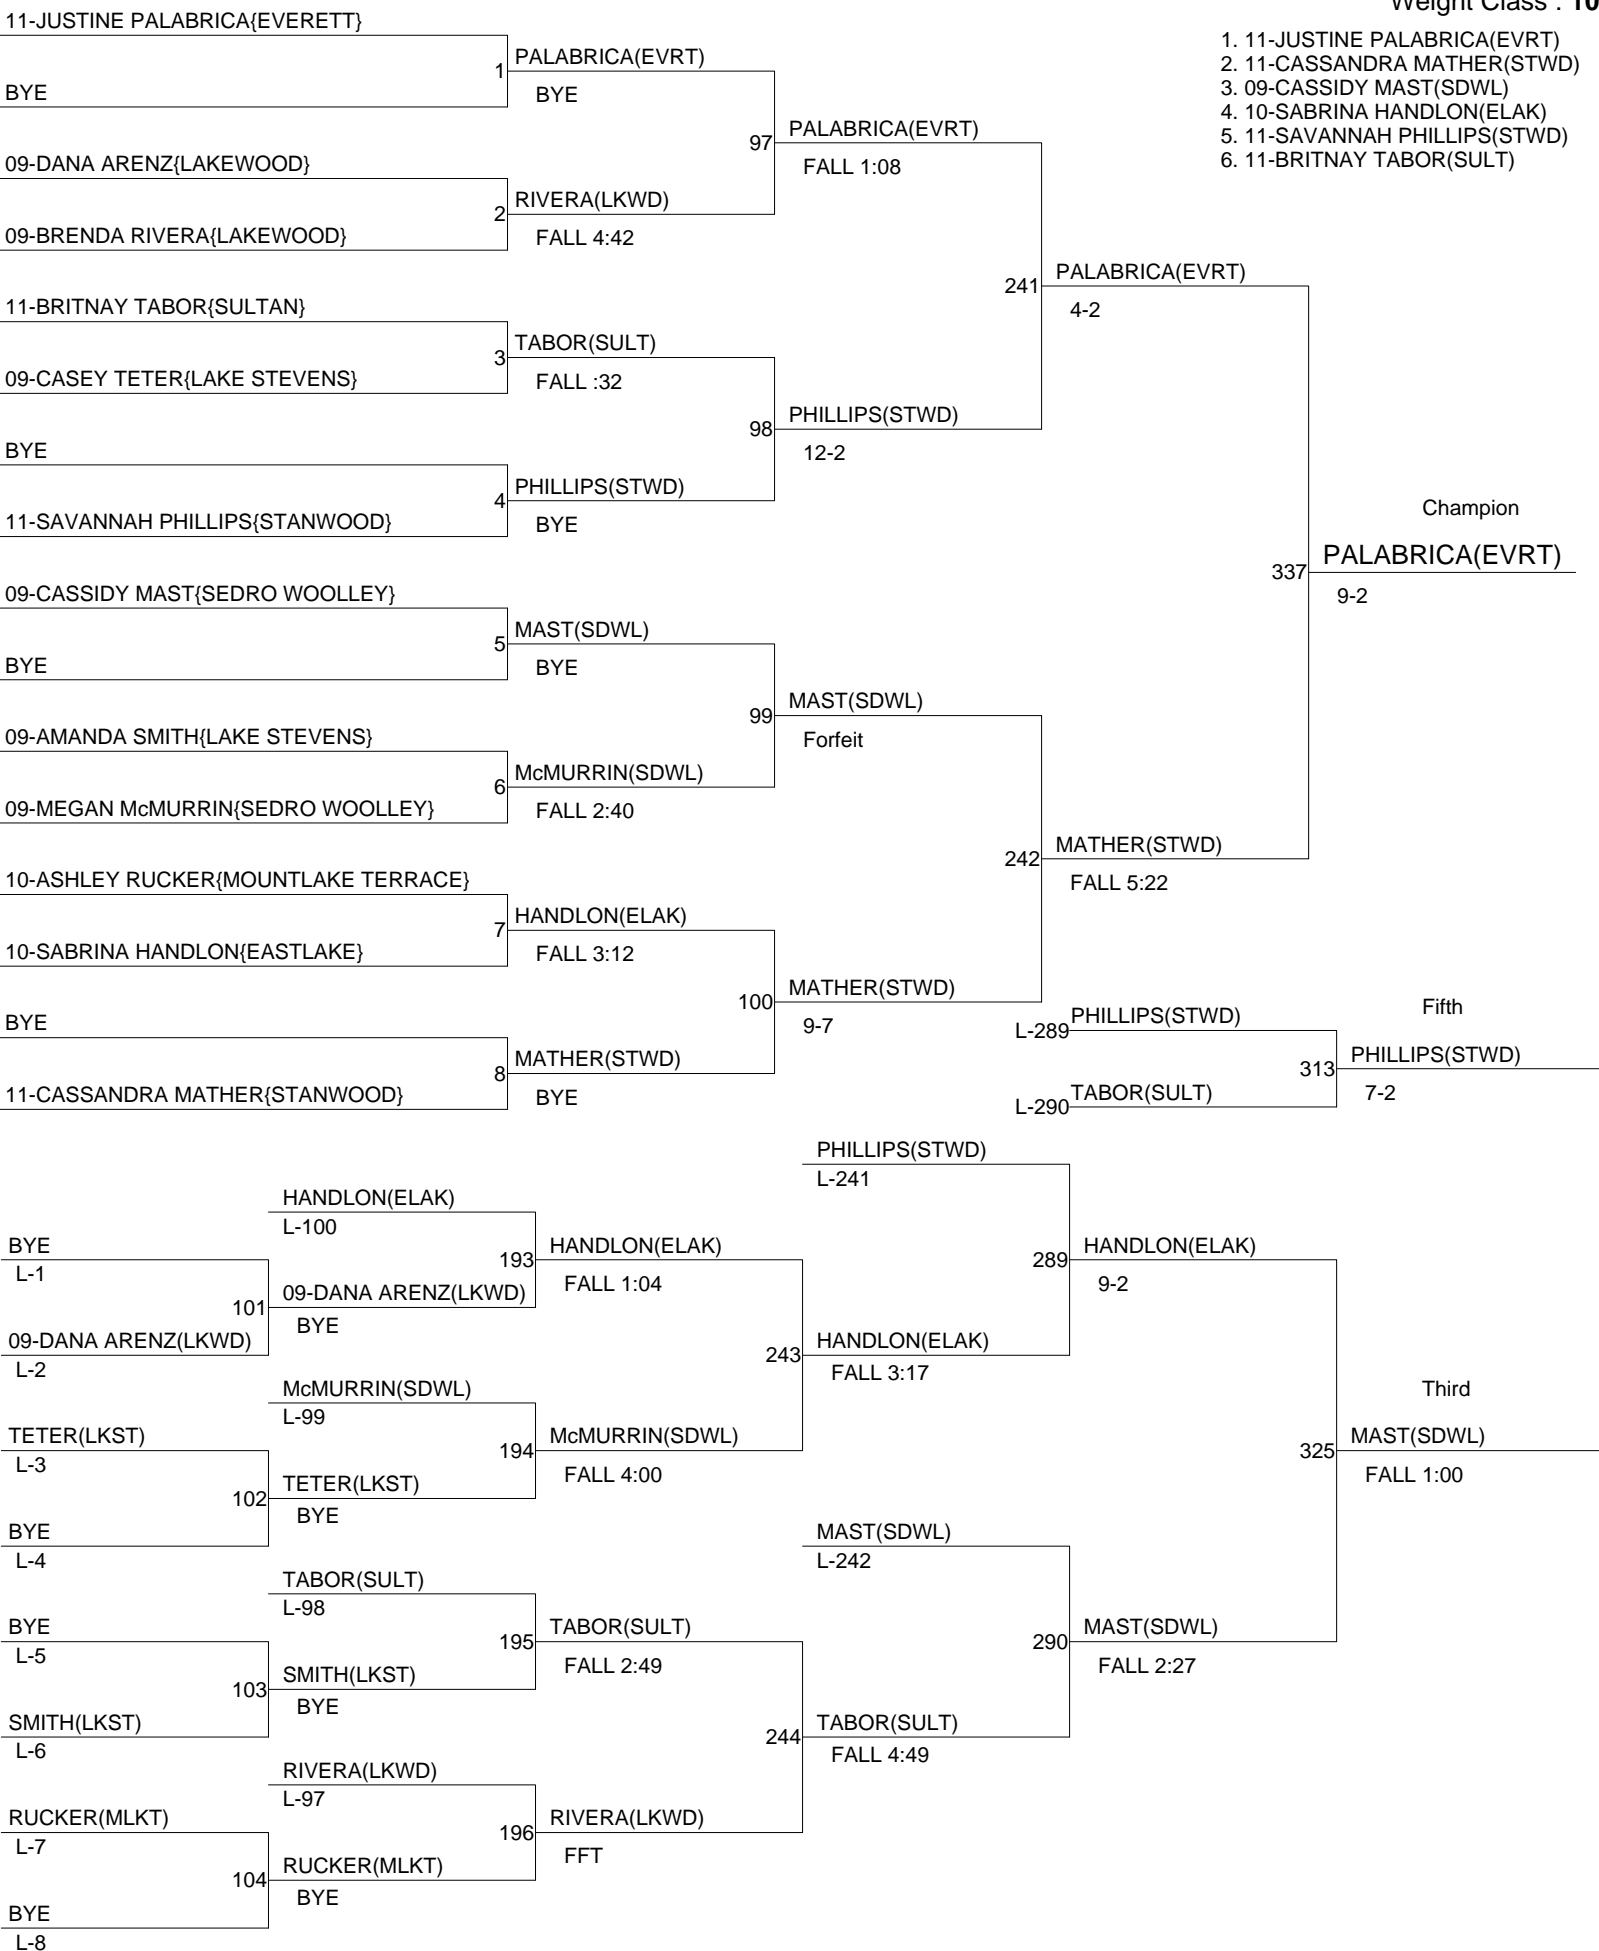 Weight Class : 10
1. 11-JUSTINE PALABRICA(EVRT)
2. 11-CASSANDRA MATHER(STWD)
3. 09-CASSIDY MAST(SDWL)
4. 10-SABRINA HANDLON(ELAK)
5. 11-SAVANNAH PHILLIPS(STWD)
6. 11-BRITNAY TABOR(SULT)
11-JUSTINE PALABRICA{EVERETT}
1
BYE
PALABRICA(EVRT)
BYE
09-DANA ARENZ{LAKEWOOD}
2
09-BRENDA RIVERA{LAKEWOOD}
RIVERA(LKWD)
FALL 4:42
97
PALABRICA(EVRT)
FALL 1:08
11-BRITNAY TABOR{SULTAN}
3
09-CASEY TETER{LAKE STEVENS}
TABOR(SULT)
FALL :32
BYE
4
11-SAVANNAH PHILLIPS{STANWOOD}
PHILLIPS(STWD)
BYE
98
PHILLIPS(STWD)
12-2
241
PALABRICA(EVRT)
4-2
09-CASSIDY MAST{SEDRO WOOLLEY}
5
BYE
MAST(SDWL)
BYE
09-AMANDA SMITH{LAKE STEVENS}
6
09-MEGAN McMURRIN{SEDRO WOOLLEY}
McMURRIN(SDWL)
FALL 2:40
99
MAST(SDWL)
Forfeit
10-ASHLEY RUCKER{MOUNTLAKE TERRACE}
7
10-SABRINA HANDLON{EASTLAKE}
HANDLON(ELAK)
FALL 3:12
BYE
8
11-CASSANDRA MATHER{STANWOOD}
MATHER(STWD)
BYE
100
MATHER(STWD)
9-7
242
MATHER(STWD)
FALL 5:22
337
Champion
PALABRICA(EVRT)
9-2
Fifth
L-289
PHILLIPS(STWD)
L-290
TABOR(SULT)
313
PHILLIPS(STWD)
7-2
PHILLIPS(STWD)
L-241
HANDLON(ELAK)
L-100
BYE
L-1
101
09-DANA ARENZ(LKWD)
L-2
09-DANA ARENZ(LKWD)
BYE
193
HANDLON(ELAK)
FALL 1:04
McMURRIN(SDWL)
L-99
TETER(LKST)
L-3
102
BYE
L-4
TETER(LKST)
BYE
194
McMURRIN(SDWL)
FALL 4:00
243
HANDLON(ELAK)
FALL 3:17
289
HANDLON(ELAK)
9-2
MAST(SDWL)
L-242
TABOR(SULT)
L-98
BYE
L-5
103
SMITH(LKST)
L-6
SMITH(LKST)
BYE
195
TABOR(SULT)
FALL 2:49
RIVERA(LKWD)
L-97
RUCKER(MLKT)
L-7
104
BYE
L-8
RUCKER(MLKT)
BYE
196
RIVERA(LKWD)
FFT
244
TABOR(SULT)
FALL 4:49
290
MAST(SDWL)
FALL 2:27
325
Third
MAST(SDWL)
FALL 1:00